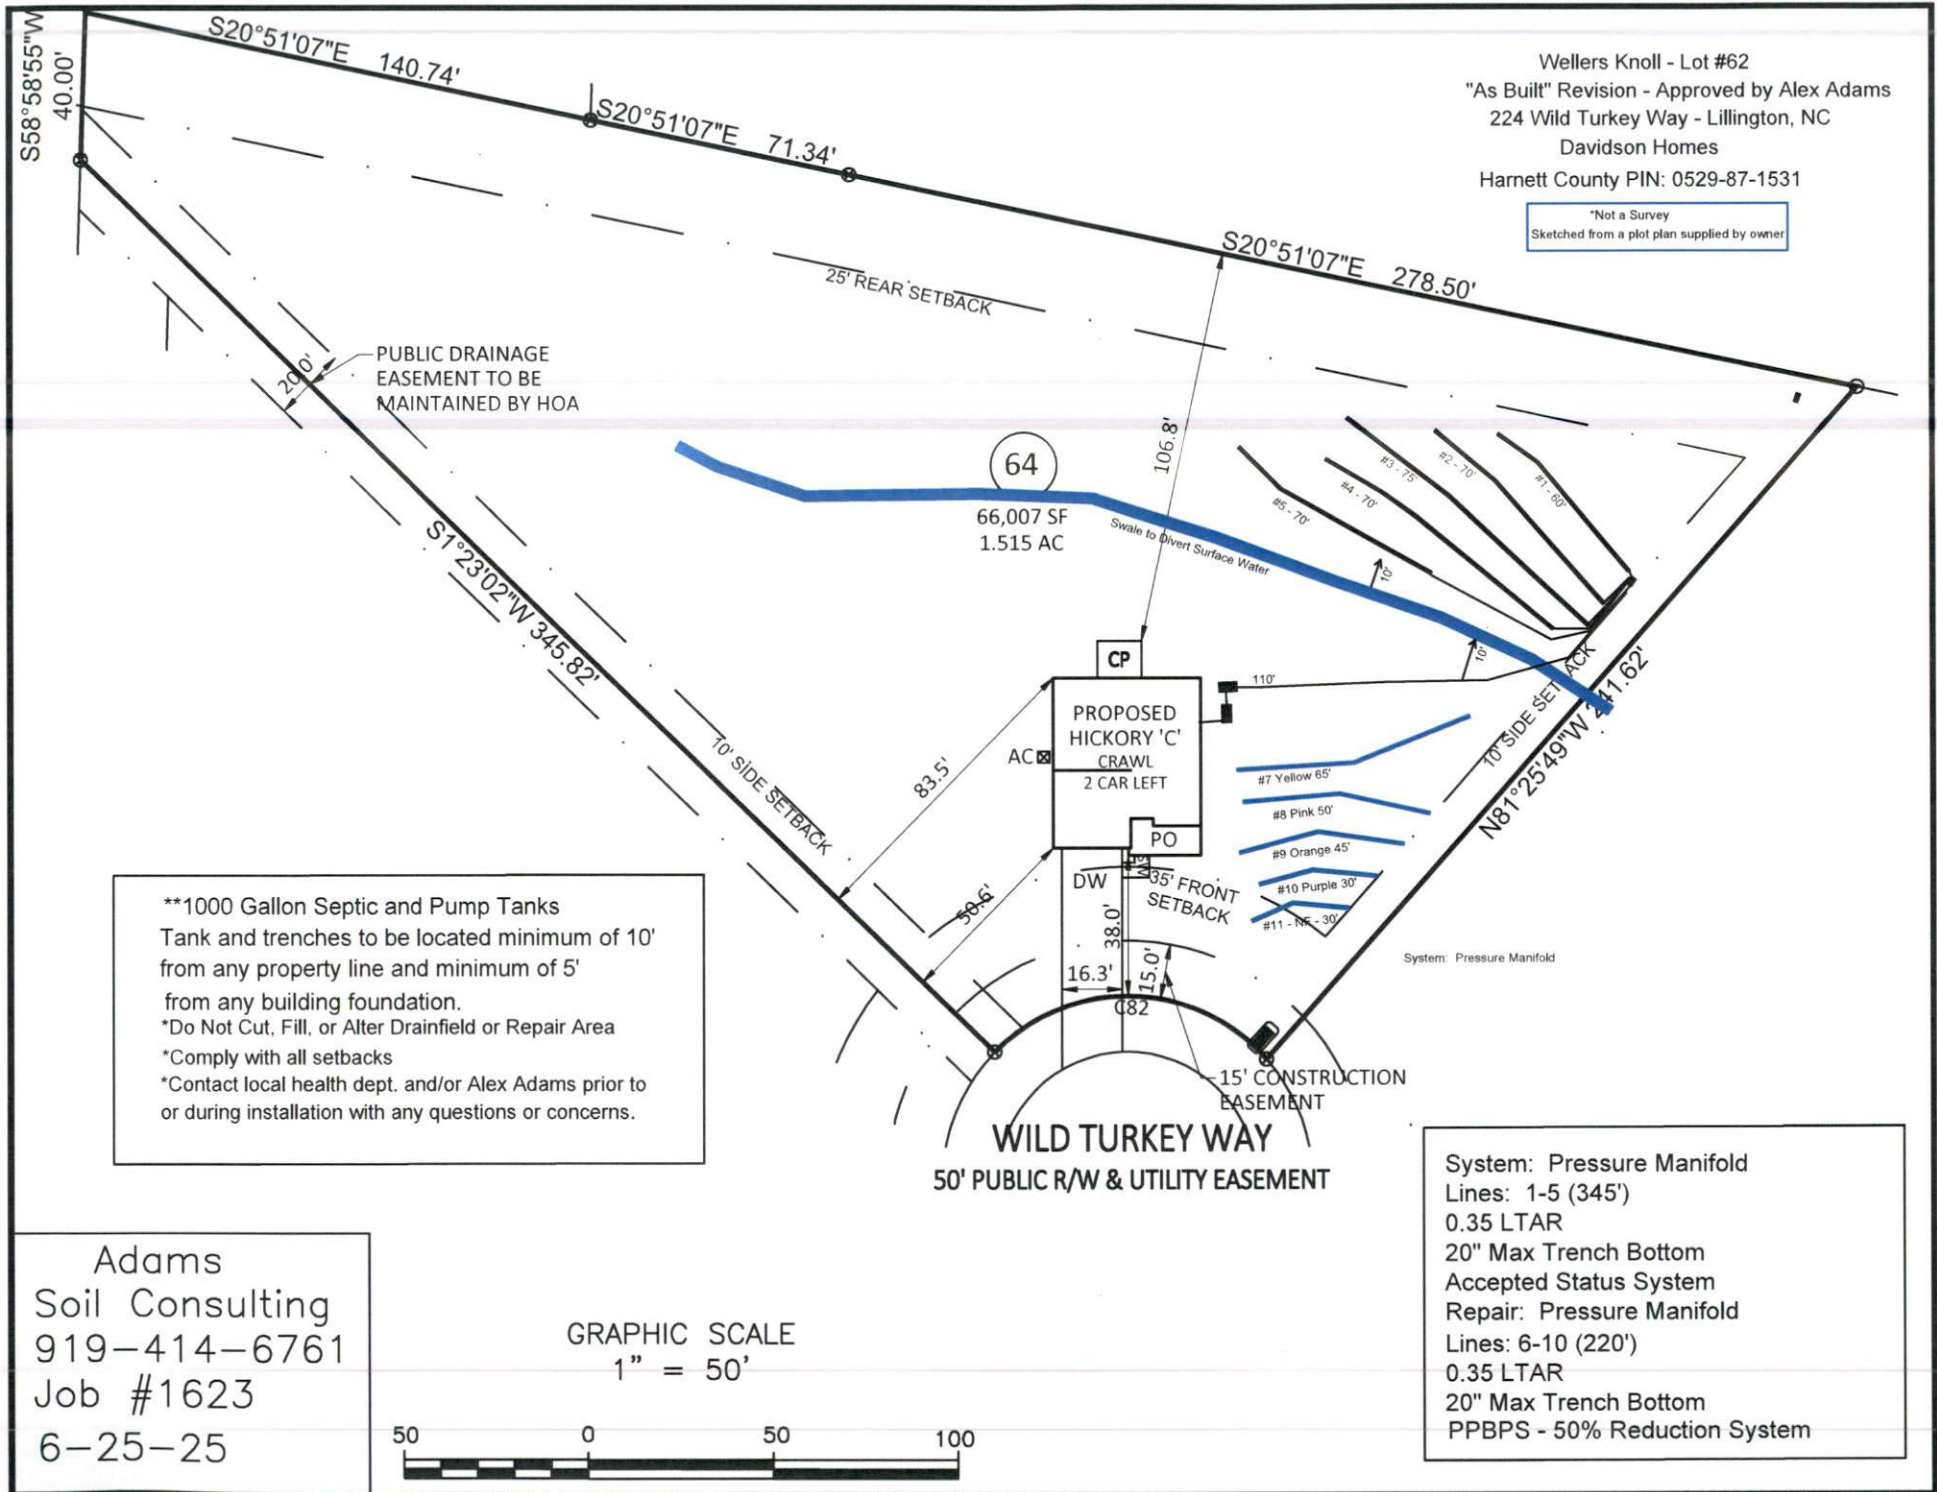 S58°58'55"W
40.00'
S20°51'07"E 140.74'
S20°51'07"E 71.34'
S20°51'07"E 278.50'
Wellers Knoll - Lot #62
"As Built" Revision - Approved by Alex Adams
224 Wild Turkey Way - Lillington, NC
Davidson Homes
Harnett County PIN: 0529-87-1531
*Not a Survey
Sketched from a plot plan supplied by owner
25' REAR SETBACK
20.0'
PUBLIC DRAINAGE
EASEMENT TO BE
MAINTAINED BY HOA
106.8'
64
66,007 SF
1.515 AC
Swale to Divert Surface Water
#1 - 60'
#2 - 70'
#3 - 75'
#4 - 70'
#5 - 70'
10'
10'
S1°23'02"W 345.82'
10' SIDE SETBACK
N81°25'49"W 241.62'
10' SIDE SETBACK
CP
110'
PROPOSED
HICKORY 'C'
CRAWL
2 CAR LEFT
AC
PO
83.5'
50.6'
#7 Yellow 65'
#8 Pink 50'
#9 Orange 45'
#10 Purple 30'
#11 - NF - 30'
DW
SW
35' FRONT
SETBACK
38.0'
16.3'
15.0'
C82
System: Pressure Manifold
15' CONSTRUCTION
EASEMENT
WILD TURKEY WAY
50' PUBLIC R/W & UTILITY EASEMENT
**1000 Gallon Septic and Pump Tanks
Tank and trenches to be located minimum of 10'
from any property line and minimum of 5'
from any building foundation.
*Do Not Cut, Fill, or Alter Drainfield or Repair Area
*Comply with all setbacks
*Contact local health dept. and/or Alex Adams prior to
or during installation with any questions or concerns.
System: Pressure Manifold
Lines: 1-5 (345')
0.35 LTAR
20" Max Trench Bottom
Accepted Status System
Repair: Pressure Manifold
Lines: 6-10 (220')
0.35 LTAR
20" Max Trench Bottom
PPBPS - 50% Reduction System
Adams
Soil Consulting
919-414-6761
Job #1623
6-25-25
GRAPHIC SCALE
1" = 50'
50 0 50 100